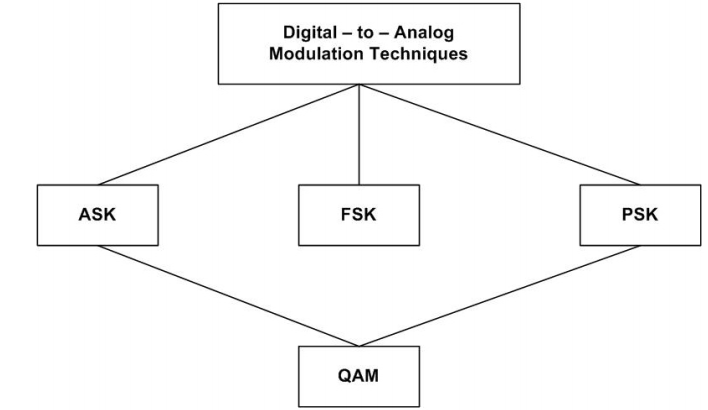 Digital – to – Analog
Modulation Techniques
ASK
FSK
PSK
QAM